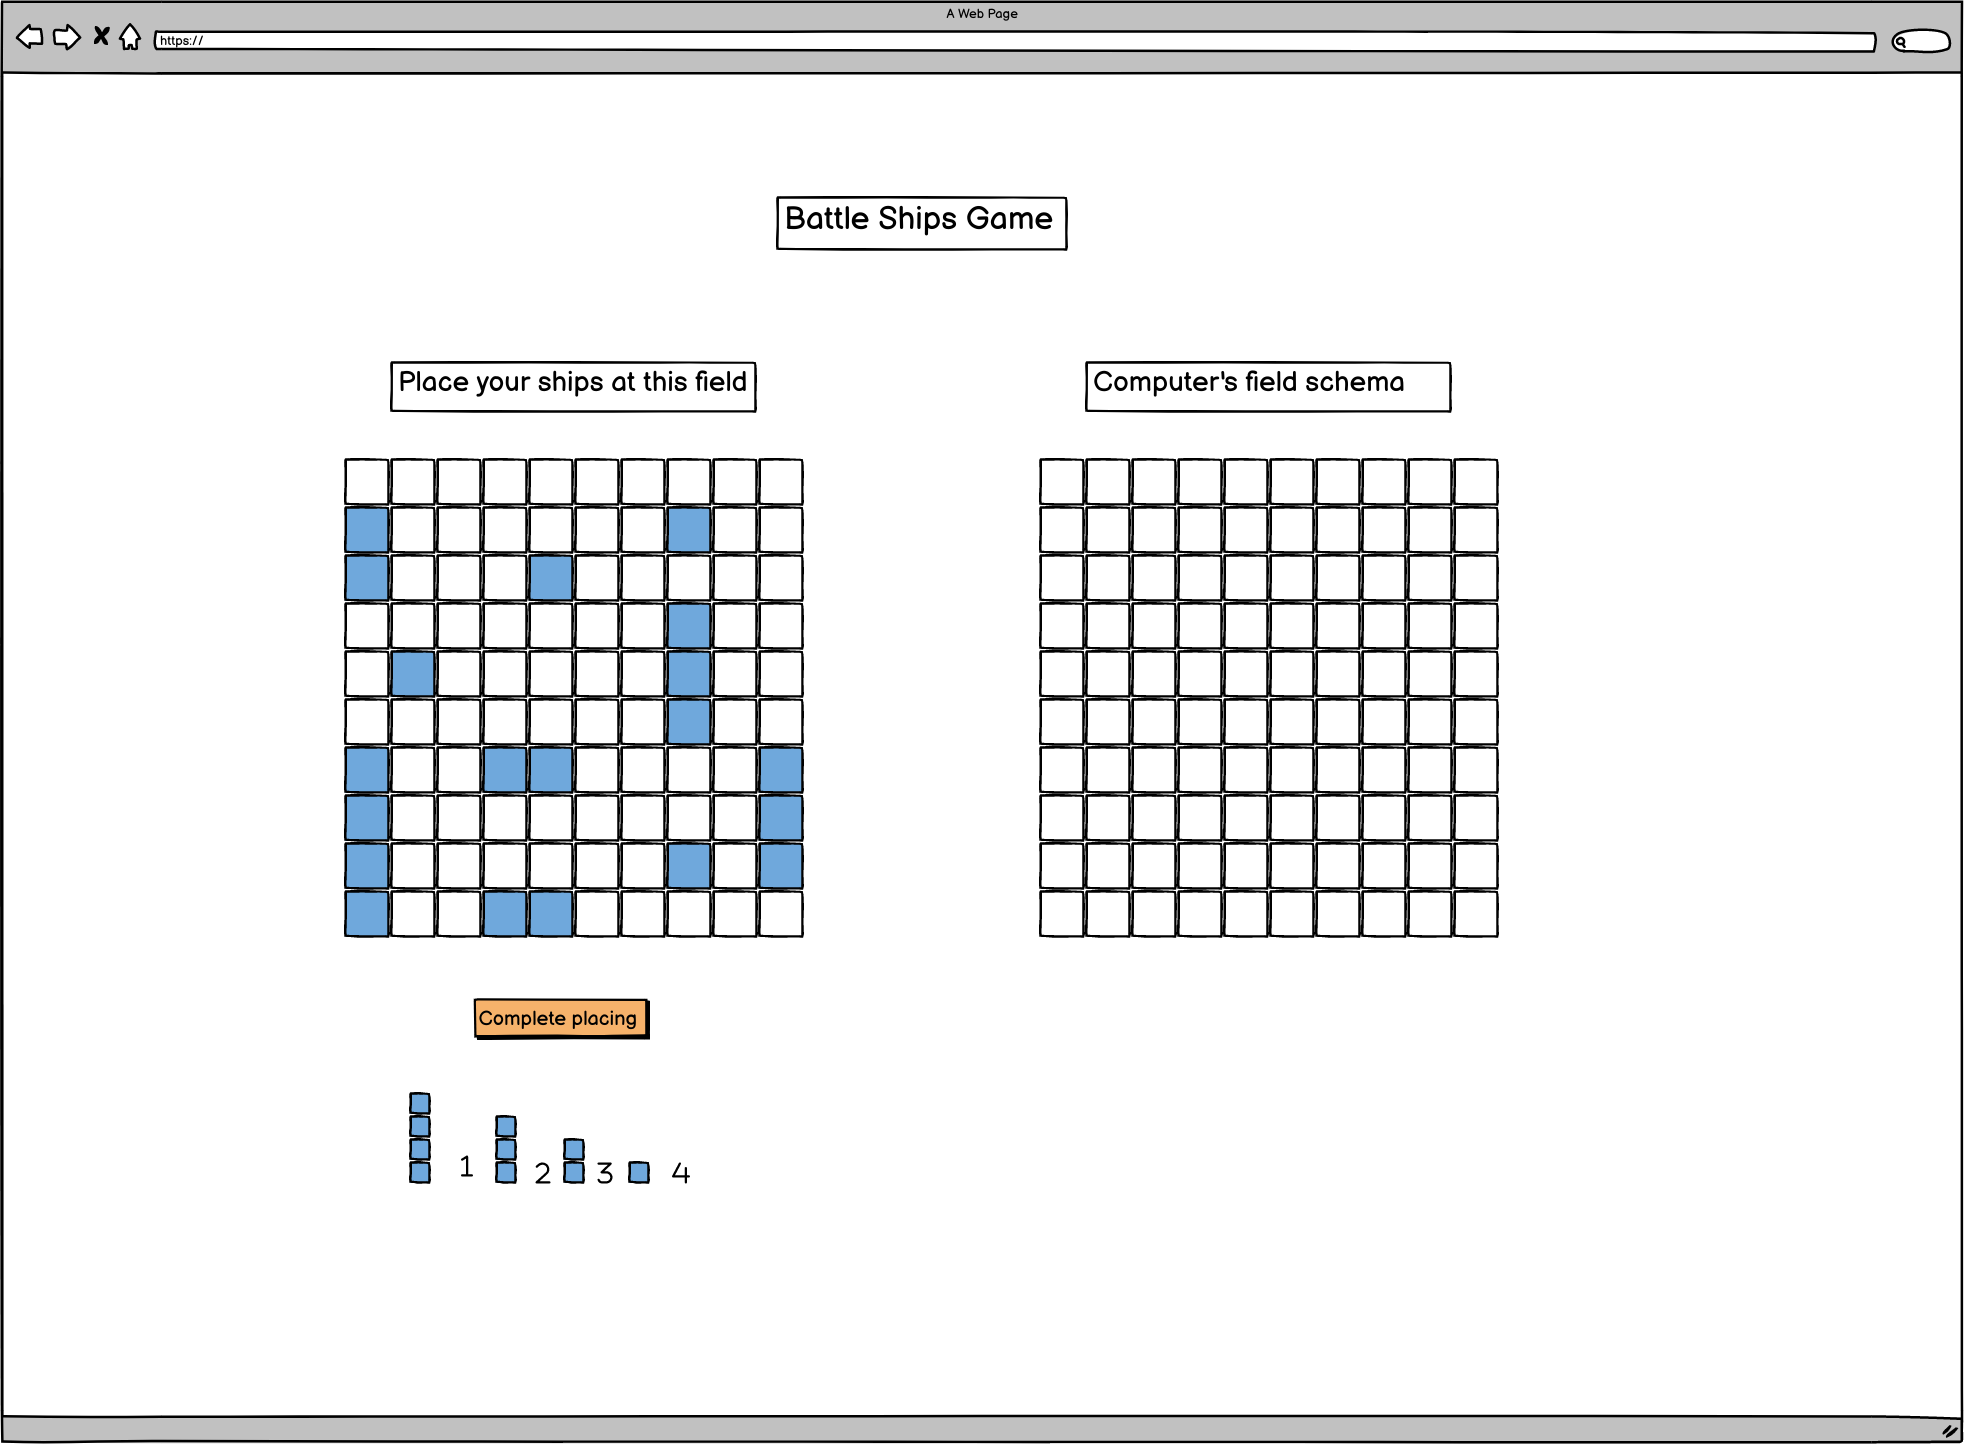 A Web Page
https://
Battle Ships Game
Place your ships at this field
Computer's field schema
Complete placing
1 2 3 4